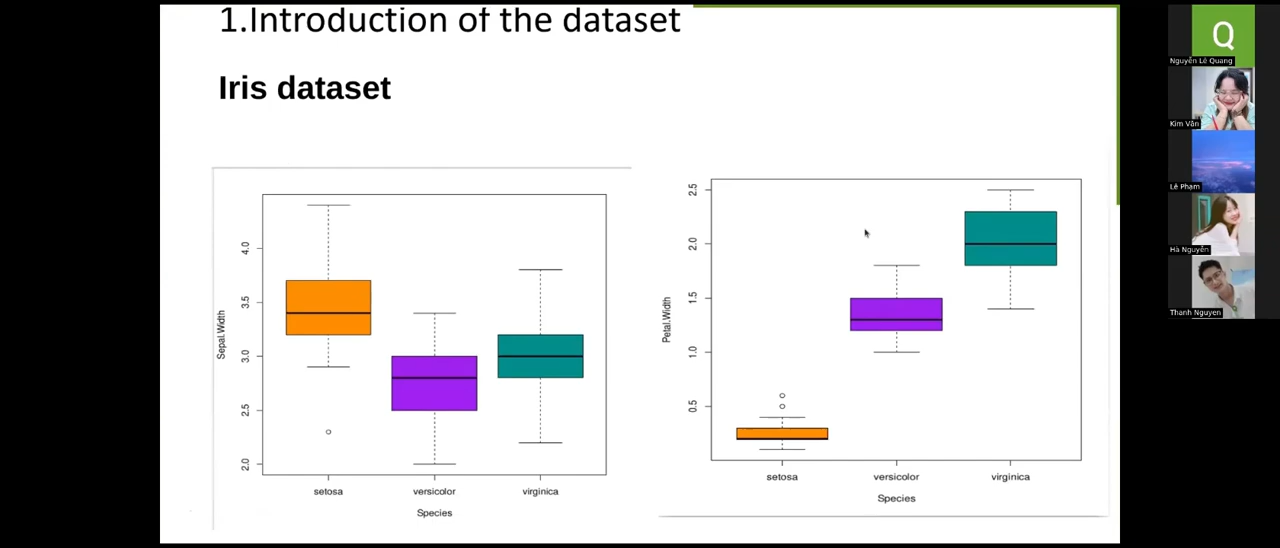 1.Introduction of the dataset
Iris dataset
Sepal.Width
4.0
3.5
3.0
2.5
2.0
setosa versicolor virginica
Species
Petal.Width
2.5
2.0
1.5
1.0
0.5
setosa versicolor virginica
Species
Q
Nguyễn Lê Quang
Kim Vân
Lê Phạm
Hà Nguyễn
Thanh Nguyen